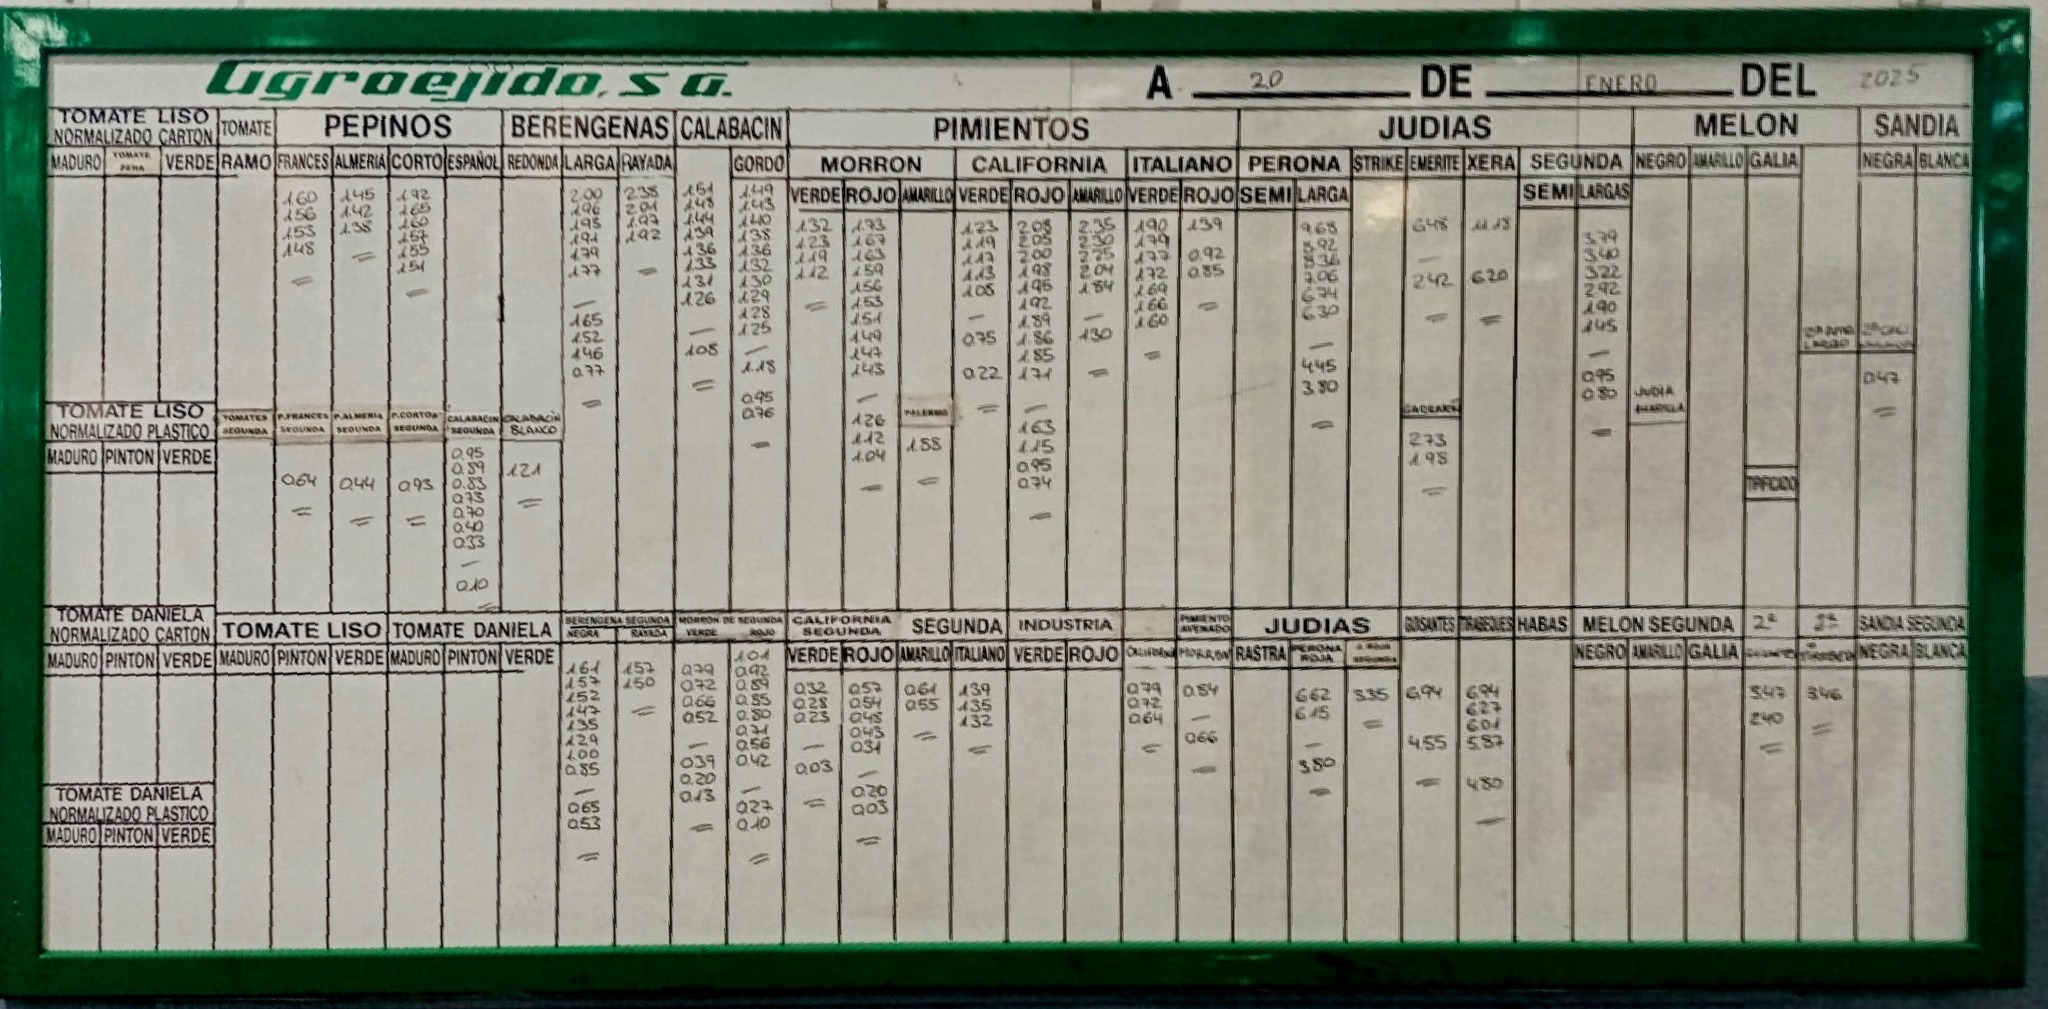 Agroejido, S A.
A 20 DE ENERO DEL 2025
TOMATE LISO NORMALIZADO CARTON
TOMATE
PEPINOS
BERENGENAS
CALABACIN
PIMIENTOS
JUDIAS
MELON
SANDIA
MADURO TOMATE PERA VERDE RAMO FRANCES ALMERIA CORTO ESPAÑOL REDONDA LARGA RAYADA GORDO MORRON CALIFORNIA ITALIANO PERONA STRIKE EMERITE XERA SEGUNDA NEGRO AMARILLO GALIA NEGRA BLANCA
VERDE ROJO AMARILLO VERDE ROJO AMARILLO VERDE ROJO SEMI LARGA SEMI LARGAS
1.60 1.56 1.53 1.48
1.45 1.42 1.38
1.92 1.65 1.60 1.57 1.55 1.51
2.00 1.96 1.95 1.91 1.79 1.77 – 1.65 1.52 1.46 0.77
2.38 2.01 1.97 1.92
1.51 1.48 1.44 1.39 1.36 1.33 1.31 1.26 – 1.08
1.49 1.43 1.40 1.38 1.36 1.32 1.30 1.29 1.28 1.25 – 1.18 0.95 0.76
1.32 1.23 1.19 1.12
1.73 1.67 1.63 1.59 1.56 1.53 1.51 1.49 1.47 1.43 – 1.26 1.12 1.04
1.23 1.19 1.17 1.13 1.08 – 0.75 0.22
2.08 2.05 2.00 1.98 1.95 1.92 1.89 1.86 1.85 1.71 – 1.63 1.15 0.95 0.74
2.35 2.30 2.25 2.04 1.84 – 1.30
1.90 1.79 1.77 1.72 1.69 1.66 1.60
1.39 0.92 0.85
9.68 8.92 8.36 7.06 6.74 6.30 – 4.45 3.80
6.48 – 2.42
11.13 6.20
3.79 3.40 3.22 2.92 1.90 1.45 – 0.95 0.80
0.47
TOMATE LISO NORMALIZADO PLASTICO
TOMATES SEGUNDA P.FRANCES SEGUNDA P.ALMERIA SEGUNDA P.CORTOS SEGUNDA CALABACIN SEGUNDA CALABACIN BLANCO
PALERMO
JUDIA AMARILLA
TIPIFICADO
MADURO PINTON VERDE
0.64
0.44
0.93
0.95 0.89 0.83 0.73 0.70 0.40 0.33 – 0.10
1.21
1.88
2.73 1.98
TOMATE DANIELA NORMALIZADO CARTON
TOMATE LISO
TOMATE DANIELA
BERENGENA SEGUNDA
MORRON DE SEGUNDA
CALIFORNIA SEGUNDA
SEGUNDA
INDUSTRIA
PIMIENTO AVENADO
JUDIAS
GUISANTES TIRABEQUES HABAS
MELON SEGUNDA
2ª
SANDIA SEGUNDA
MADURO PINTON VERDE MADURO PINTON VERDE MADURO PINTON VERDE NEGRA RAYADA VERDE ROJO VERDE ROJO AMARILLO ITALIANO VERDE ROJO CALIFORNIA MORRON RASTRA PERONA ROJA NEGRO AMARILLO GALIA NEGRA BLANCA
1.61 1.57 1.52 1.47 1.35 1.29 1.00 0.85 – 0.65 0.53
1.57 1.50
0.79 0.72 0.66 0.52 – 0.39 0.20 0.13
1.01 0.92 0.89 0.85 0.80 0.71 0.56 0.42 – 0.27 0.10
0.32 0.28 0.23 – 0.03
0.57 0.54 0.48 0.43 0.31 – 0.20 0.03
0.61 0.55
1.39 1.35 1.32
0.79 0.72 0.64
0.84 – 0.66
6.62 6.15 – 3.80
3.35
6.94 4.55
6.94 6.27 6.01 5.87 4.80
3.47 2.40
3.46
TOMATE DANIELA NORMALIZADO PLASTICO
MADURO PINTON VERDE